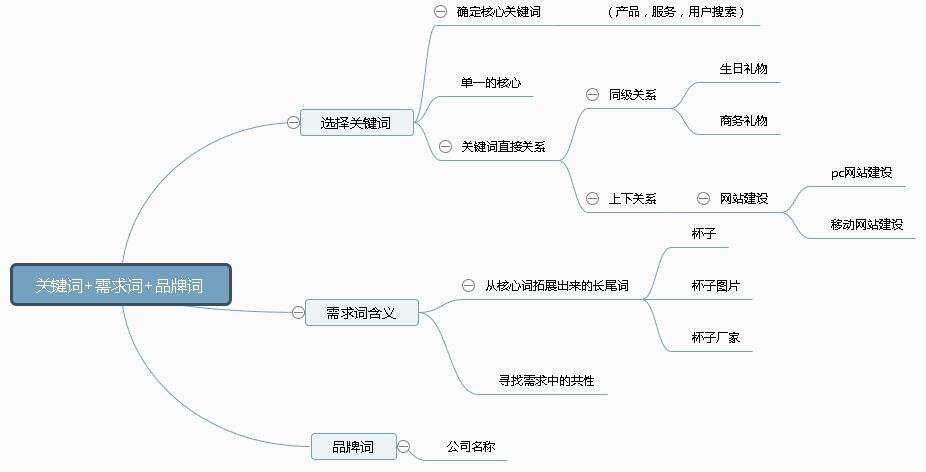 关键词+需求词+品牌词
选择关键词
确定核心关键词
（产品，服务，用户搜索）
单一的核心
关键词直接关系
同级关系
生日礼物
商务礼物
上下关系
网站建设
pc网站建设
移动网站建设
需求词含义
从核心词拓展出来的长尾词
杯子
杯子图片
杯子厂家
寻找需求中的共性
品牌词
公司名称